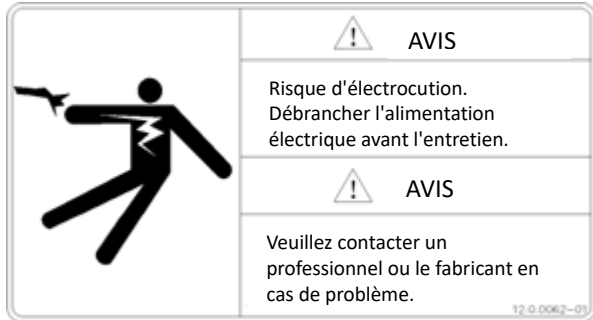 AVIS
Risque d'électrocution.
Débrancher l'alimentation
électrique avant l'entretien.
AVIS
Veuillez contacter un
professionnel ou le fabricant en
cas de problème.
12.0.0062-01